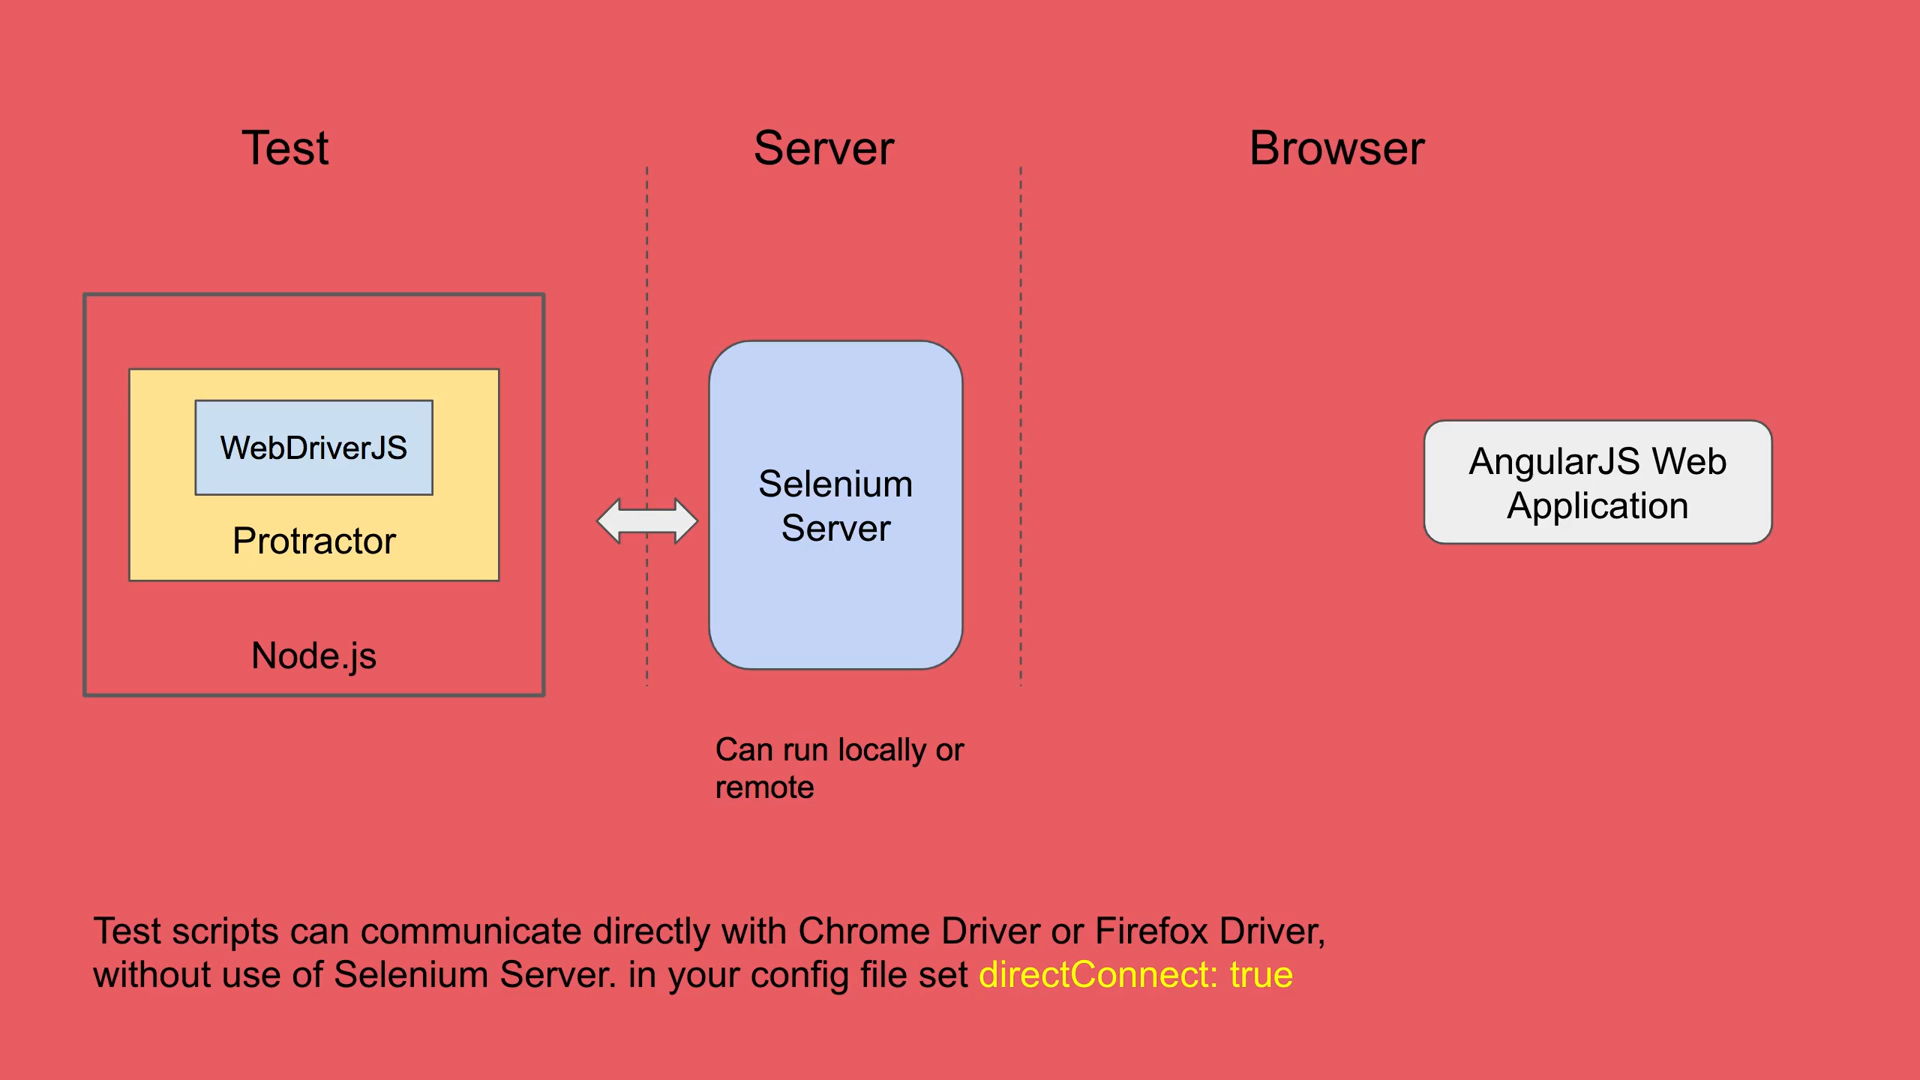 Test
Server
Browser
WebDriverJS
Protractor
Node.js
Selenium
Server
AngularJS Web
Application
Can run locally or
remote
Test scripts can communicate directly with Chrome Driver or Firefox Driver,
without use of Selenium Server. in your config file set directConnect: true